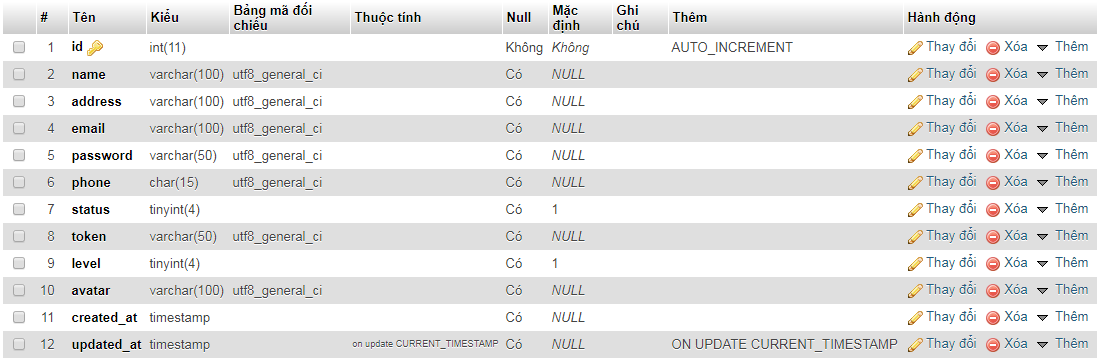 # Tên Kiểu Bảng mã đối chiếu Thuộc tính Null Mặc định Ghi chú Thêm Hành động
1 id int(11) Không Không AUTO_INCREMENT Thay đổi Xóa Thêm
2 name varchar(100) utf8_general_ci Có NULL Thay đổi Xóa Thêm
3 address varchar(100) utf8_general_ci Có NULL Thay đổi Xóa Thêm
4 email varchar(100) utf8_general_ci Có NULL Thay đổi Xóa Thêm
5 password varchar(50) utf8_general_ci Có NULL Thay đổi Xóa Thêm
6 phone char(15) utf8_general_ci Có NULL Thay đổi Xóa Thêm
7 status tinyint(4) Có 1 Thay đổi Xóa Thêm
8 token varchar(50) utf8_general_ci Có NULL Thay đổi Xóa Thêm
9 level tinyint(4) Có 1 Thay đổi Xóa Thêm
10 avatar varchar(100) utf8_general_ci Có NULL Thay đổi Xóa Thêm
11 created_at timestamp Có NULL Thay đổi Xóa Thêm
12 updated_at timestamp on update CURRENT_TIMESTAMP Có NULL ON UPDATE CURRENT_TIMESTAMP Thay đổi Xóa Thêm